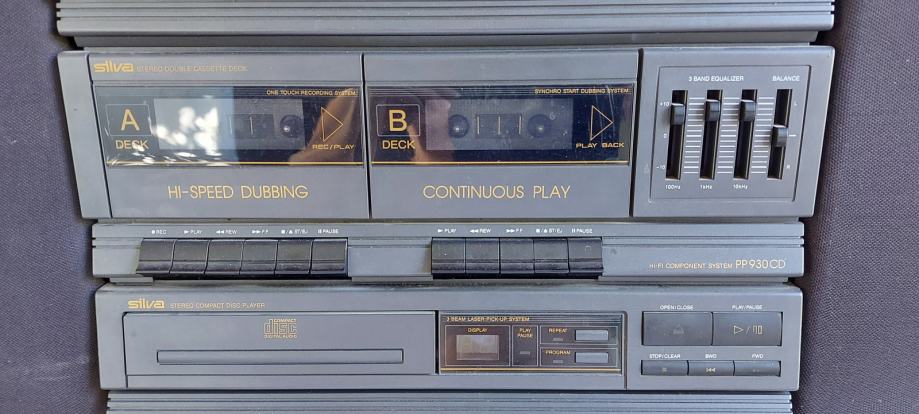 silva STEREO DOUBLE CASSETTE DECK
ONE TOUCH RECORDING SYSTEM
A
DECK
REC/PLAY
HI-SPEED DUBBING
SYNCHRO START DUBBING SYSTEM
B
DECK
PLAY BACK
CONTINUOUS PLAY
3 BAND EQUALIZER BALANCE
+10 L
0
-10 R
100Hz 1kHz 10kHz
REC PLAY REW F.F ST/EJ PAUSE
PLAY REW F.F ST/EJ PAUSE
HI-FI COMPONENT SYSTEM PP930CD
silva STEREO COMPACT DISC PLAYER
COMPACT
disc
DIGITAL AUDIO
3 BEAM LASER-PICK-UP-SYSTEM
DISPLAY
PLAY
PAUSE
REPEAT
PROGRAM
OPEN/CLOSE PLAY/PAUSE
STOP/CLEAR BWD FWD